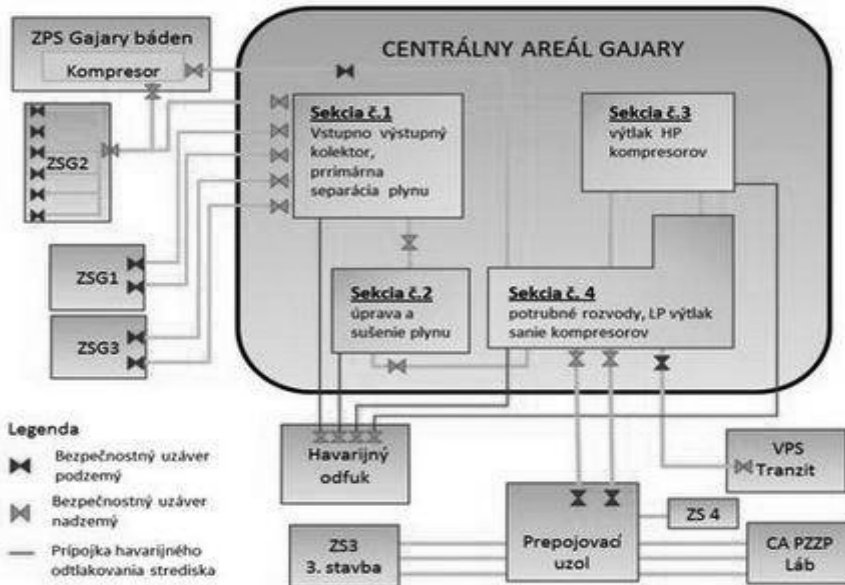 ZPS Gajary báden
Kompresor
CENTRÁLNY AREÁL GAJARY
Sekcia č.1
Vstupno výstupný
kolektor,
prrimárna
separácia plynu
Sekcia č.3
výtlak HP
kompresorov
ZSG2
ZSG1
Sekcia č.2
úprava a
sušenie plynu
Sekcia č. 4
potrubné rozvody, LP výtlak
sanie kompresorov
ZSG3
Legenda
Bezpečnostný uzáver
podzemý
Bezpečnostný uzáver
nadzemý
Prípojka havarijného
odtlakovania strediska
Havarijný
odfuk
VPS
Tranzit
ZS3
3. stavba
Prepojovací
uzol
ZS 4
CA PZZP
Láb